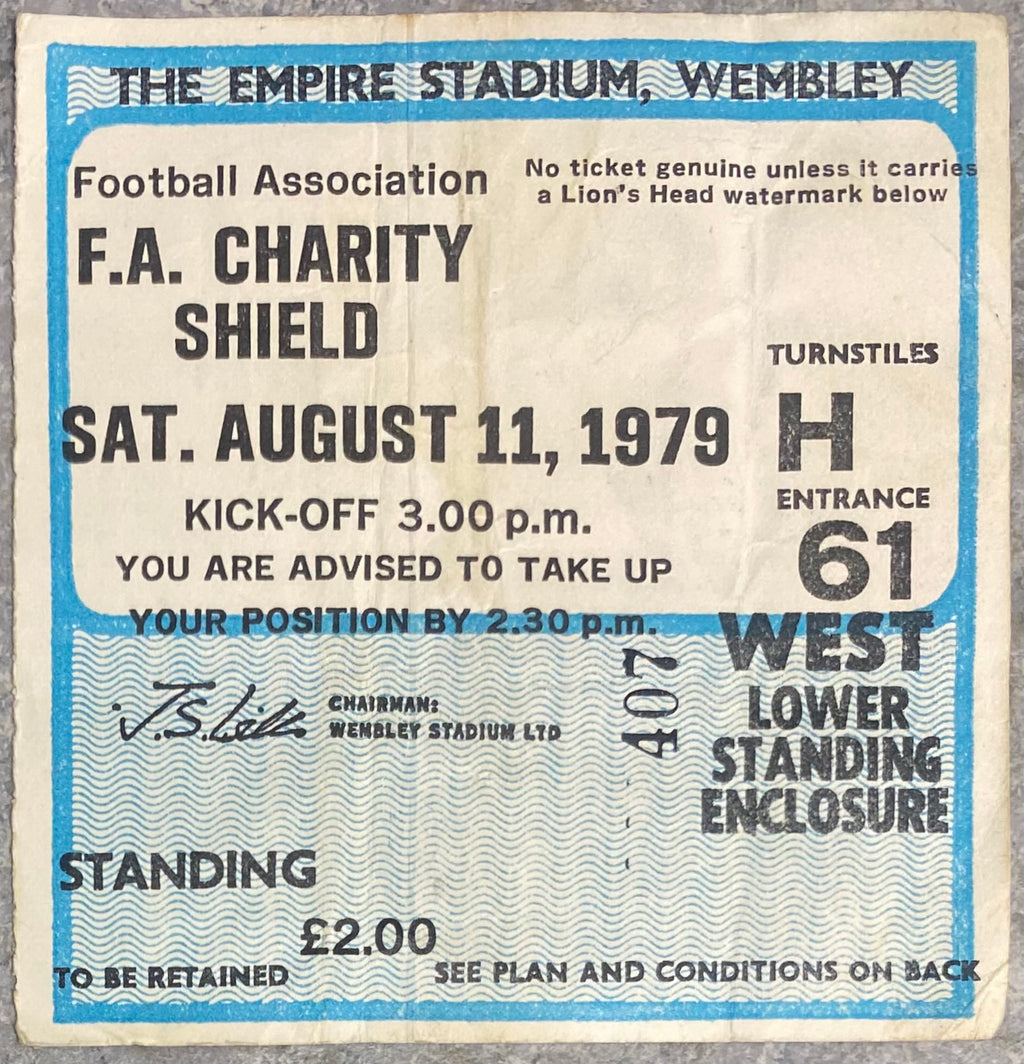 THE EMPIRE STADIUM, WEMBLEY
Football Association
No ticket genuine unless it carries
a Lion's Head watermark below
F.A. CHARITY
SHIELD
SAT. AUGUST 11, 1979
KICK-OFF 3.00 p.m.
YOU ARE ADVISED TO TAKE UP
YOUR POSITION BY 2.30 p.m.
TURNSTILES
H
ENTRANCE
61
WEST
LOWER
STANDING
ENCLOSURE
407
CHAIRMAN:
WEMBLEY STADIUM LTD
STANDING
£2.00
TO BE RETAINED
SEE PLAN AND CONDITIONS ON BACK